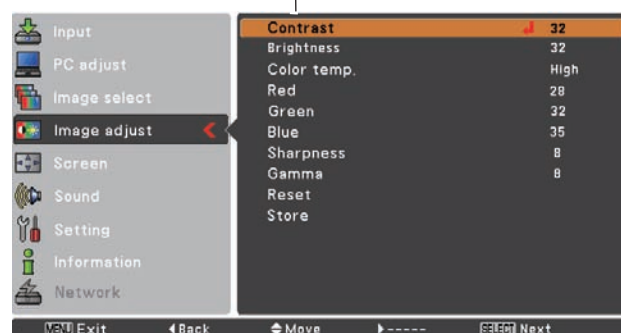 Input
PC adjust
Image select
Image adjust
Screen
Sound
Setting
Information
Network
Contrast 32
Brightness 32
Color temp. High
Red 28
Green 32
Blue 35
Sharpness 8
Gamma 8
Reset
Store
MENU Exit ◀Back Move ▶----- SELECT Next